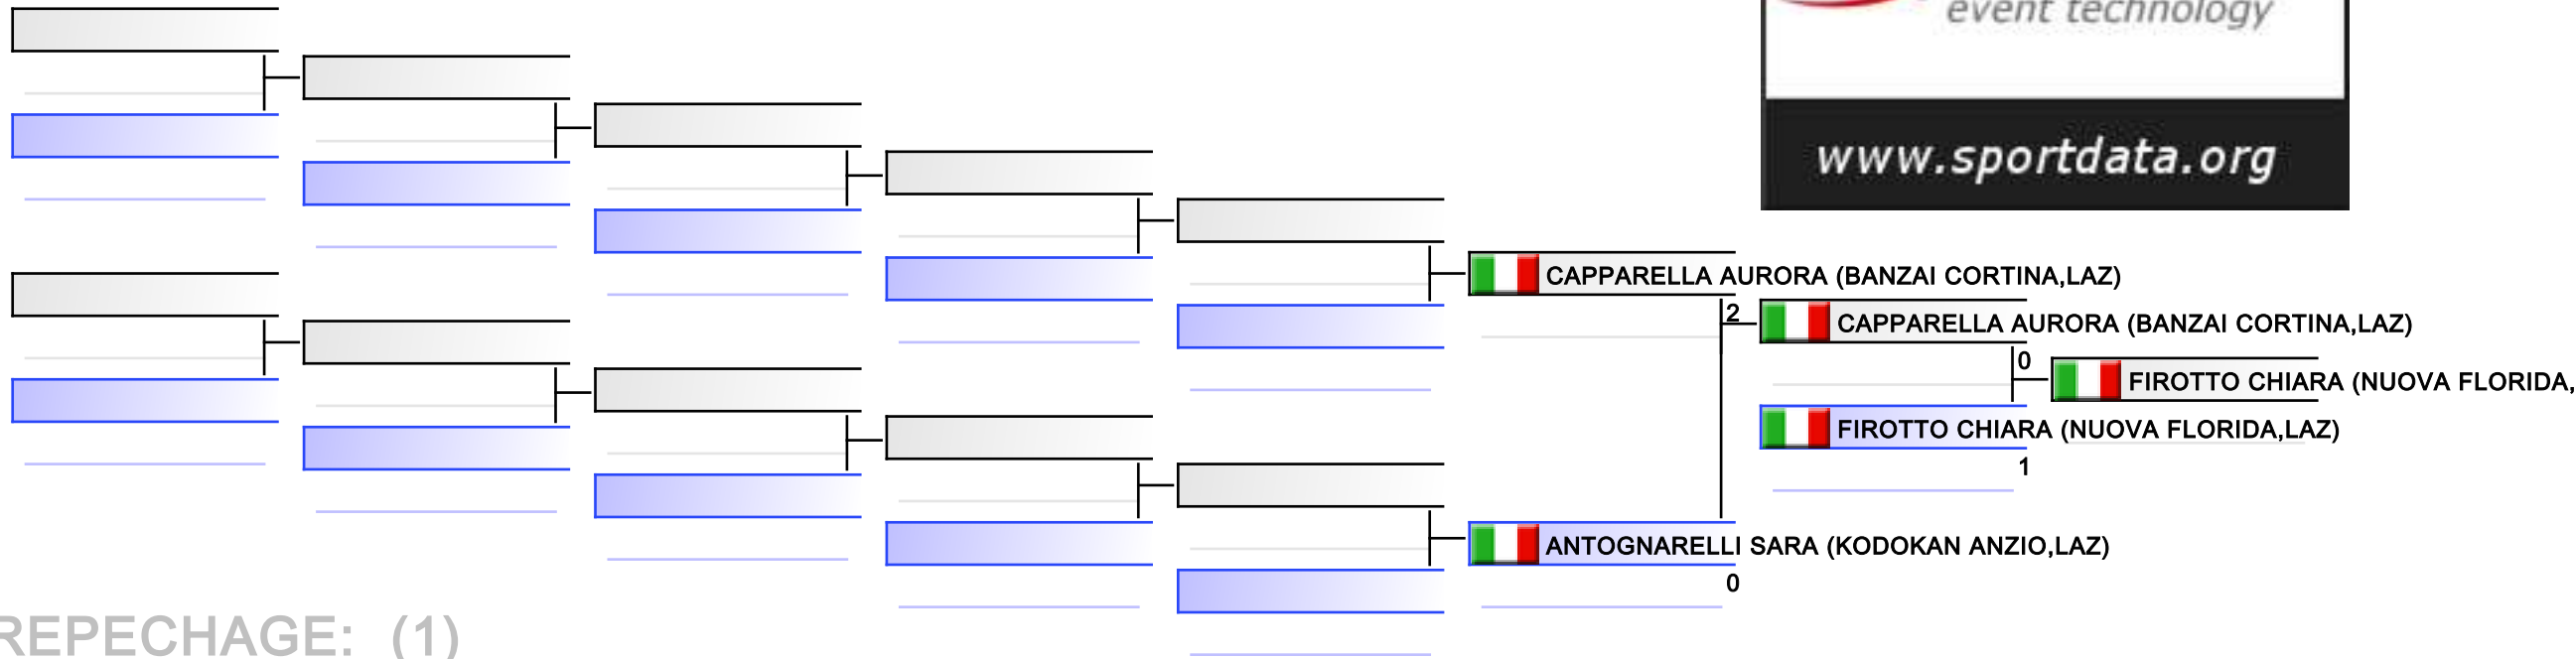 event technology
www.sportdata.org
CAPPARELLA AURORA (BANZAI CORTINA,LAZ)
2
CAPPARELLA AURORA (BANZAI CORTINA,LAZ)
0
FIROTTO CHIARA (NUOVA FLORIDA,
FIROTTO CHIARA (NUOVA FLORIDA,LAZ)
1
ANTOGNARELLI SARA (KODOKAN ANZIO,LAZ)
0
REPECHAGE: (1)